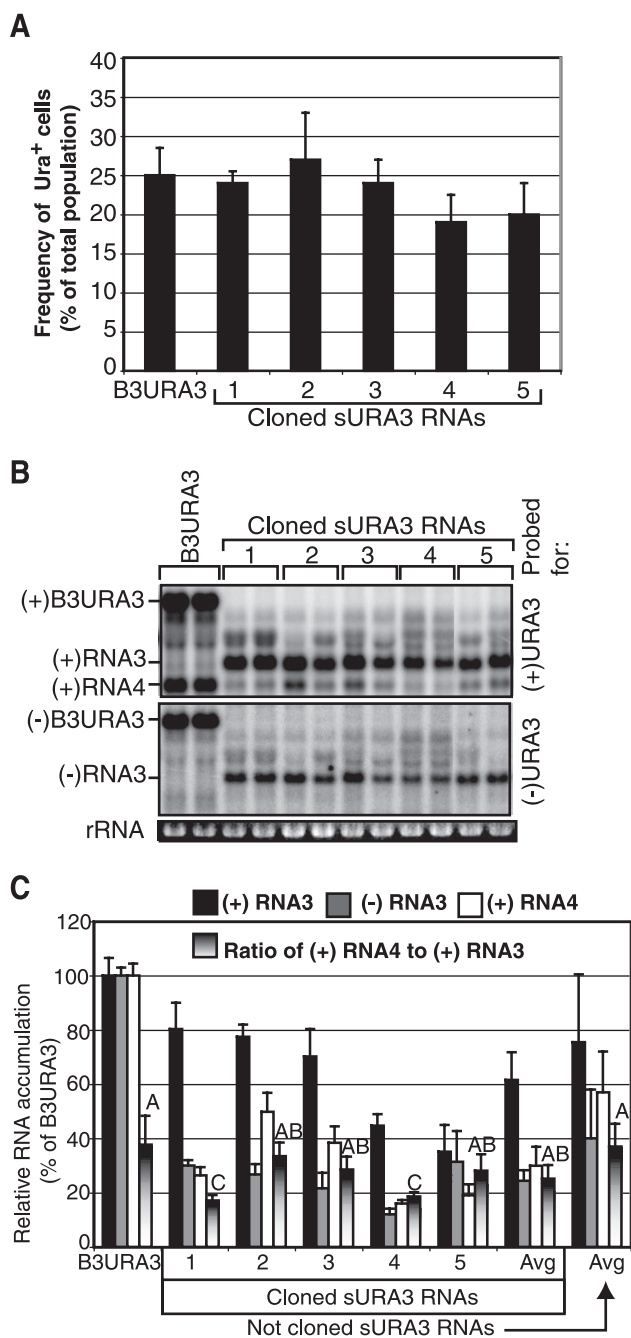 A
Frequency of Ura+ cells
(% of total population)
40
35
30
25
20
15
10
5
0
B3URA3 1 2 3 4 5
Cloned sURA3 RNAs
B
B3URA3
Cloned sURA3 RNAs
1 2 3 4 5
Probed for:
(+)B3URA3
(+)RNA3
(+)RNA4
(+)URA3
(-)B3URA3
(-)RNA3
(-)URA3
rRNA
C
(+) RNA3 (-) RNA3 (+) RNA4
Ratio of (+) RNA4 to (+) RNA3
Relative RNA accumulation
(% of B3URA3)
120
100
80
60
40
20
0
A C AB AB C AB AB A
B3URA3 1 2 3 4 5 Avg Avg
Cloned sURA3 RNAs
Not cloned sURA3 RNAs